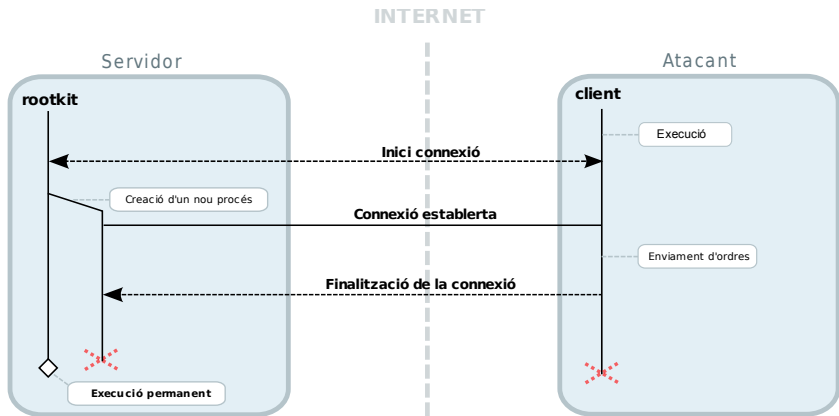 INTERNET
Servidor
Atacant
rootkit
client
Execució
Inici connexió
Creació d'un nou procés
Connexió establerta
Enviament d'ordres
Finalització de la connexió
Execució permanent